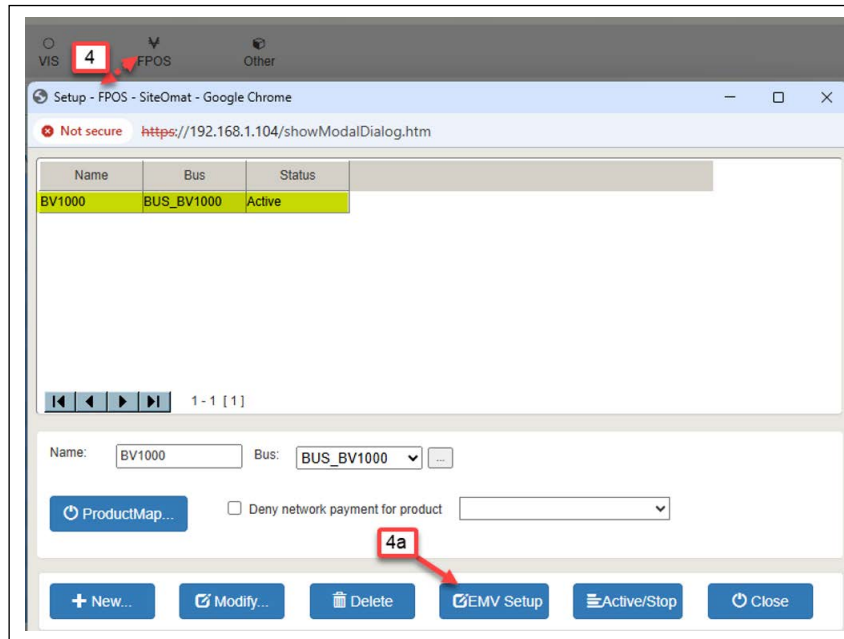 VIS 4 FPOS Other
Setup - FPOS - SiteOmat - Google Chrome
Not secure https://192.168.1.104/showModalDialog.htm
Name Bus Status
BV1000 BUS_BV1000 Active
1 - 1 [ 1 ]
Name: BV1000 Bus: BUS_BV1000 ...
ProductMap... Deny network payment for product
4a
New... Modify... Delete EMV Setup Active/Stop Close